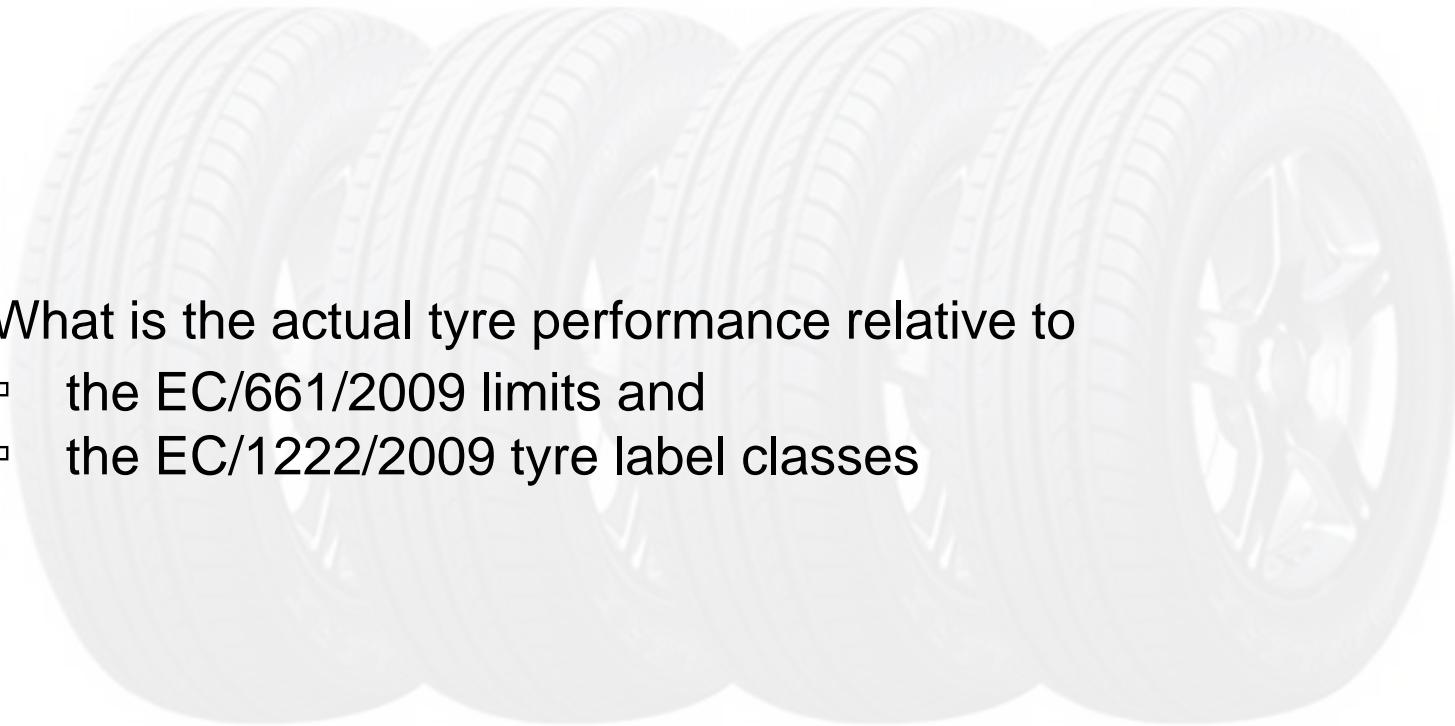 What is the actual tyre performance relative to
▫ the EC/661/2009 limits and
▫ the EC/1222/2009 tyre label classes